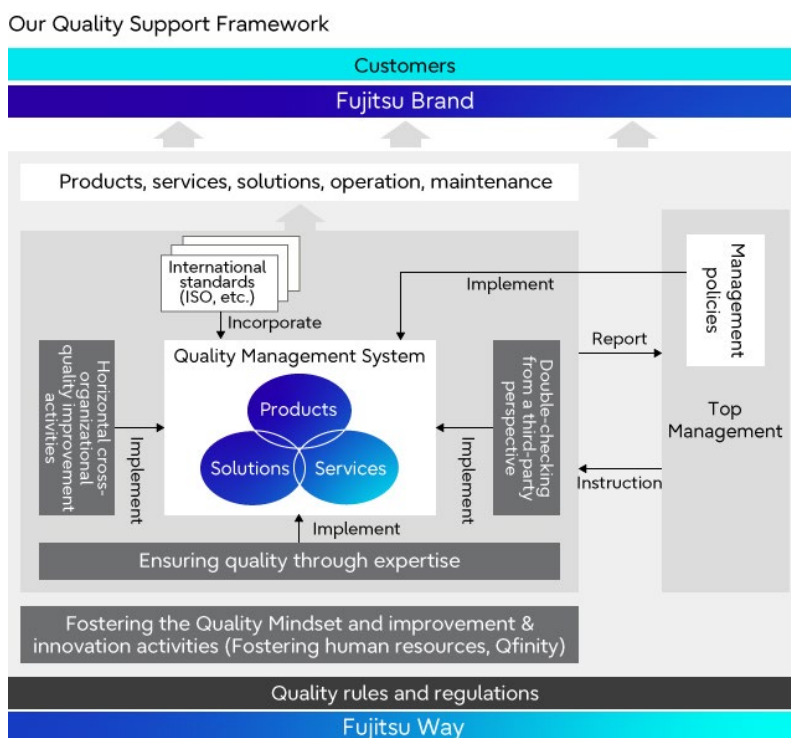 Our Quality Support Framework
Customers
Fujitsu Brand
Products, services, solutions, operation, maintenance
International
standards
(ISO, etc.)
Incorporate
Implement
Management
policies
Quality Management System
Report
Horizontal cross-
organizational
quality improvement
activities
Implement
Products
Solutions
Services
Implement
Double-checking
from a third-party
perspective
Top
Management
Instruction
Implement
Ensuring quality through expertise
Fostering the Quality Mindset and improvement &
innovation activities (Fostering human resources, Qfinity)
Quality rules and regulations
Fujitsu Way